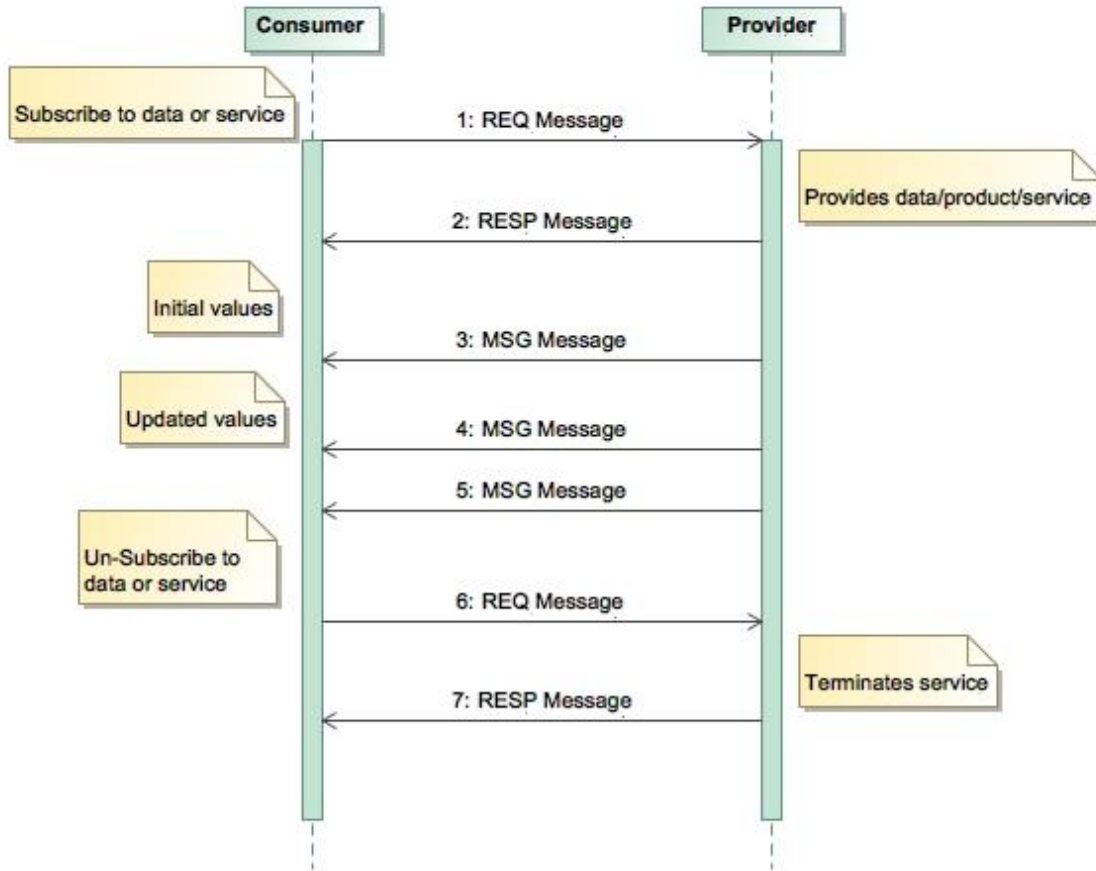 Consumer
Provider
Subscribe to data or service
1: REQ Message
Provides data/product/service
2: RESP Message
Initial values
3: MSG Message
Updated values
4: MSG Message
5: MSG Message
Un-Subscribe to
data or service
6: REQ Message
Terminates service
7: RESP Message